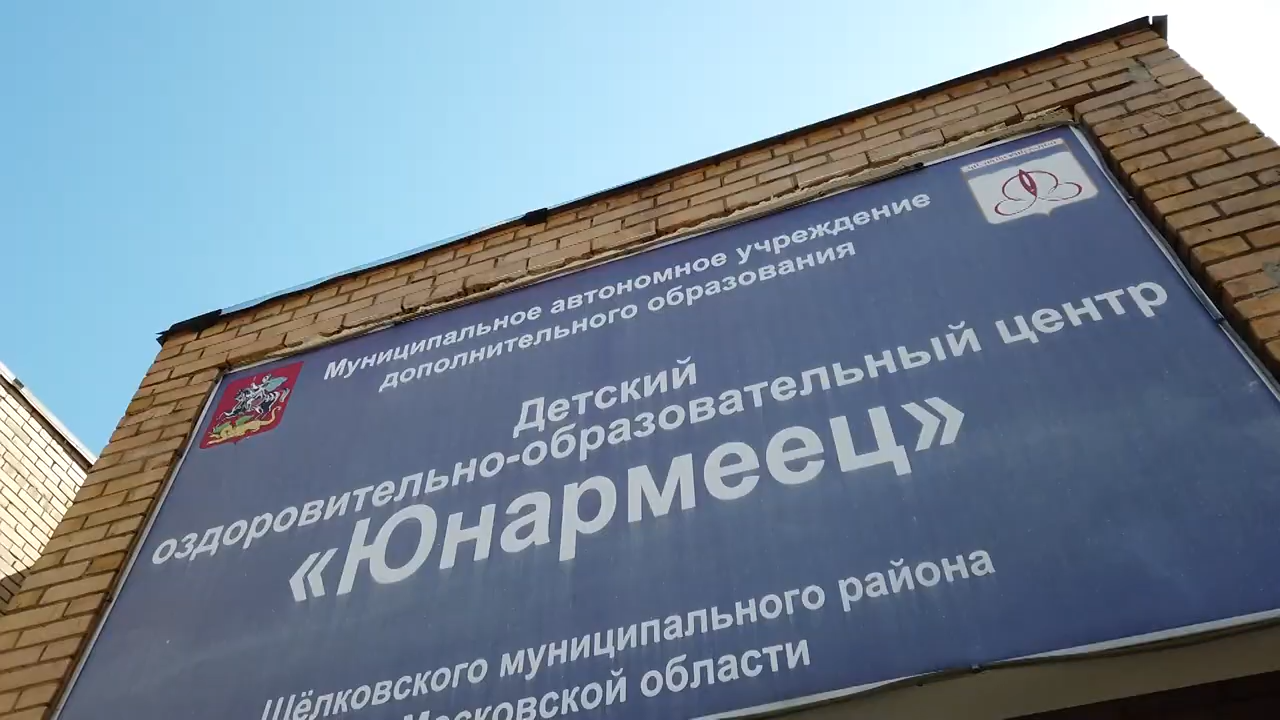 Муниципальное автономное учреждение
дополнительного образования
Детский
оздоровительно-образовательный центр
«Юнармеец»
Щёлковского муниципального района
Московской области